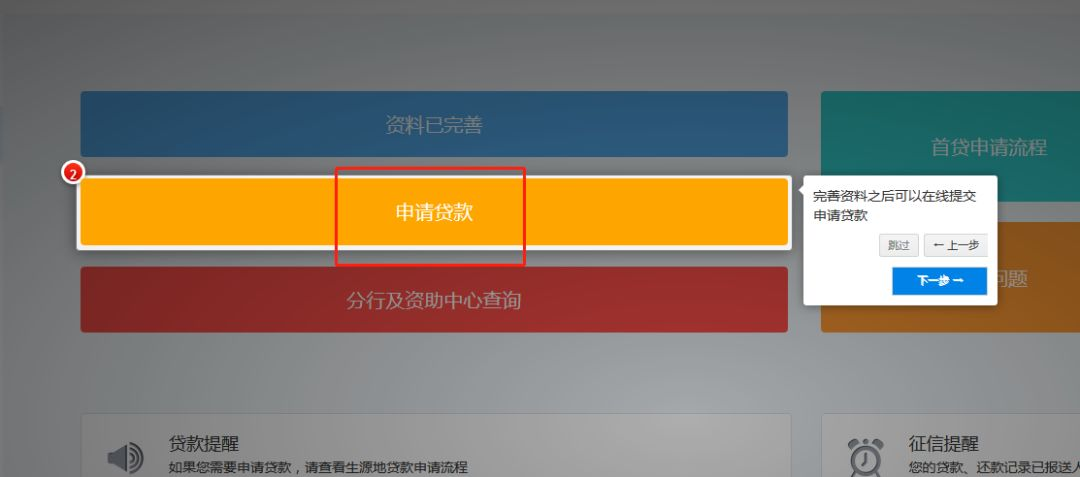 资料已完善
首贷申请流程
2
申请贷款
完善资料之后可以在线提交
申请贷款
跳过
←上一步
下一步→
问题
分行及资助中心查询
贷款提醒
如果您需要申请贷款，请查看生源地贷款申请流程
征信提醒
您的贷款、还款记录已报送人